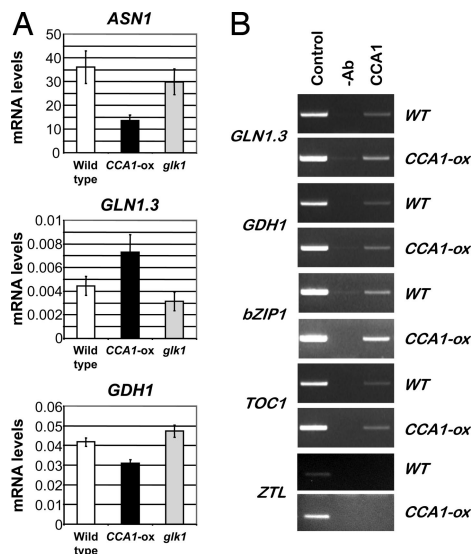 A
ASN1
mRNA levels
50
40
30
20
10
0
Wild type
CCA1-ox
glk1
GLN1.3
mRNA levels
0.01
0.008
0.006
0.004
0.002
0
Wild type
CCA1-ox
glk1
GDH1
mRNA levels
0.06
0.05
0.04
0.03
0.02
0.01
0
Wild type
CCA1-ox
glk1
B
Control
-Ab
CCA1
GLN1.3
WT
CCA1-ox
GDH1
WT
CCA1-ox
bZIP1
WT
CCA1-ox
TOC1
WT
CCA1-ox
ZTL
WT
CCA1-ox